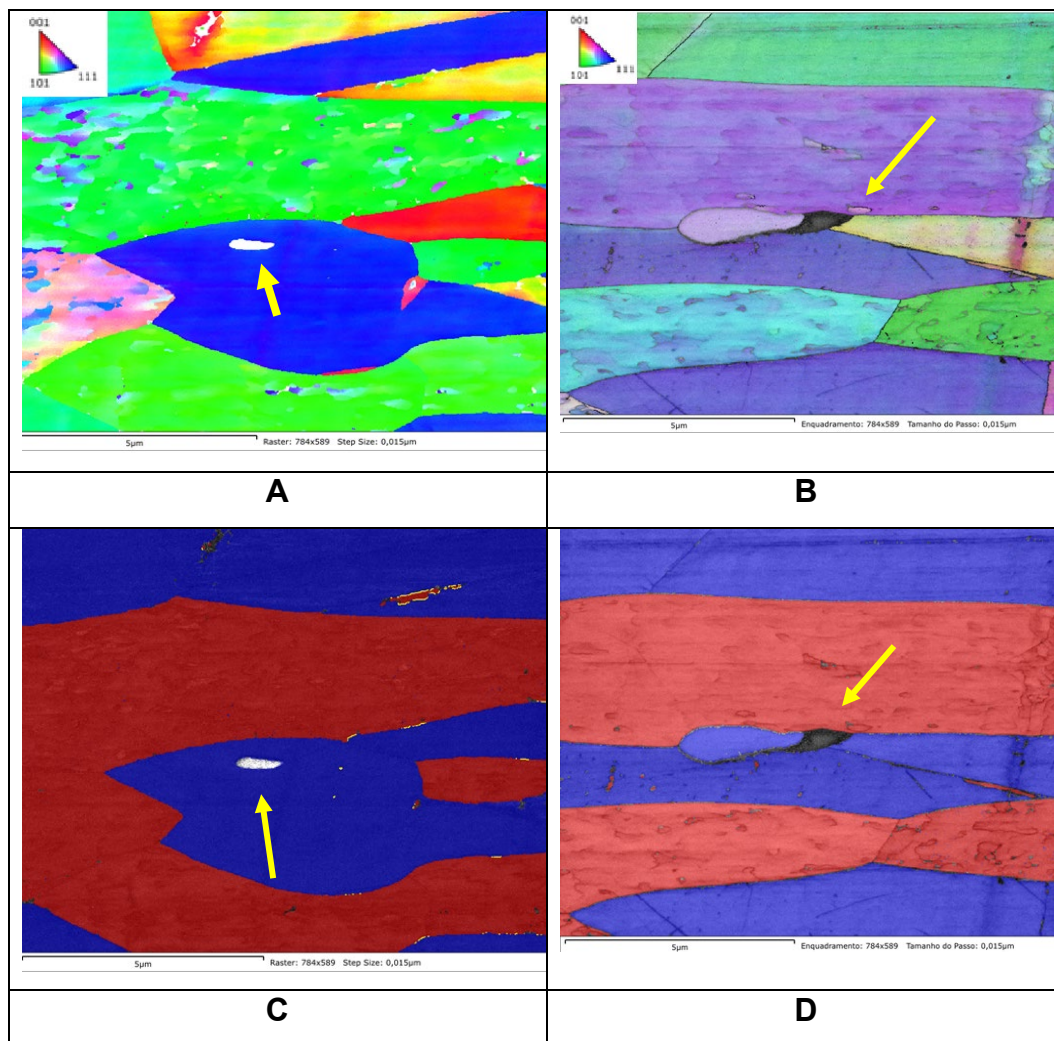 001
111
101
001
111
101
5µm
Raster: 784x589 Step Size: 0,015µm
5µm
Enquadramento: 784x589 Tamanho do Passo: 0,015µm
A
B
5µm
Raster: 784x589 Step Size: 0,015µm
5µm
Enquadramento: 784x589 Tamanho do Passo: 0,015µm
C
D